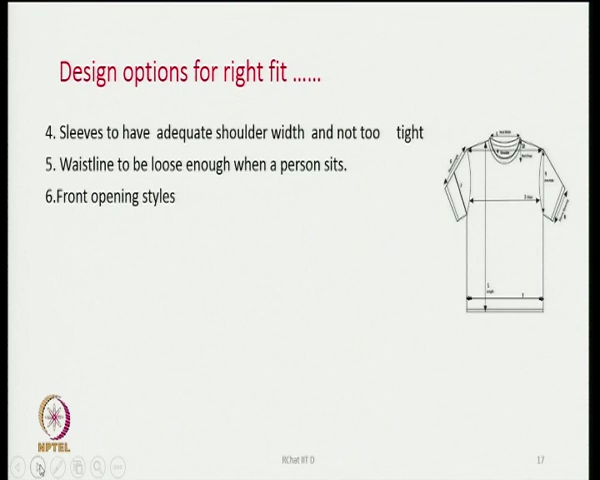 Design options for right fit ......
4. Sleeves to have adequate shoulder width and not too tight
5. Waistline to be loose enough when a person sits.
6.Front opening styles
NPTEL
RChat IIT D
17